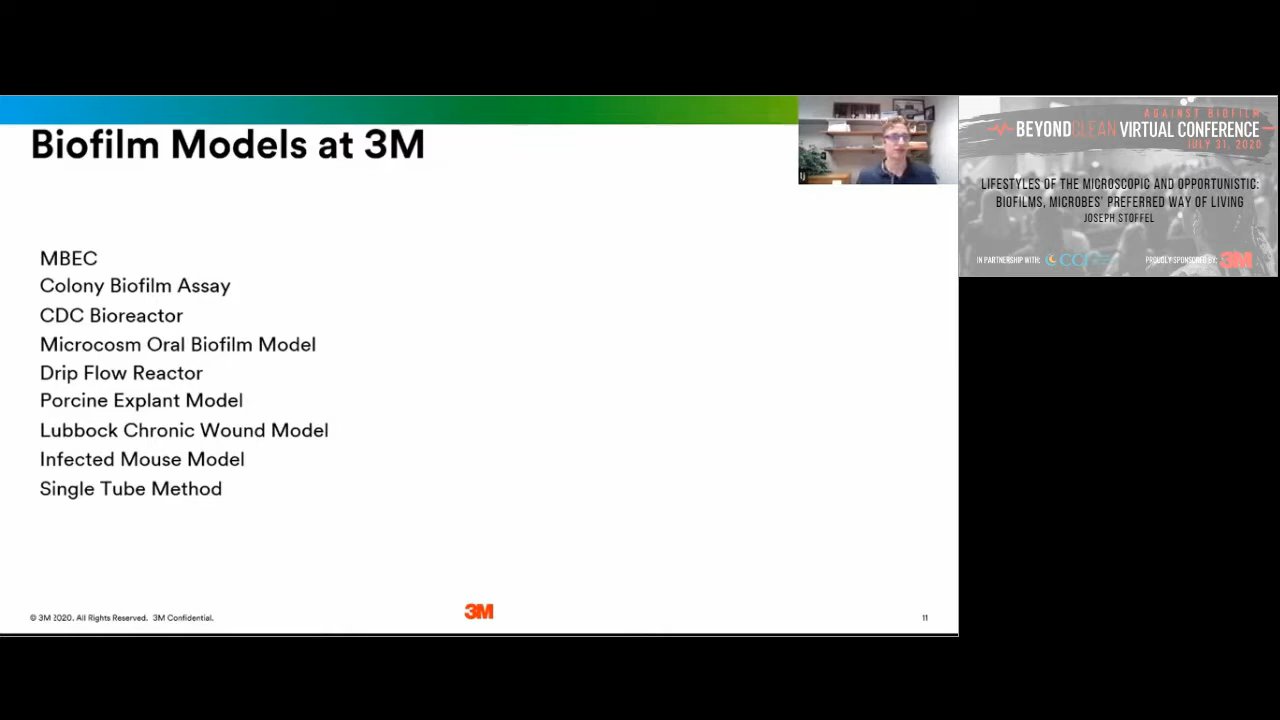 Biofilm Models at 3M
MBEC
Colony Biofilm Assay
CDC Bioreactor
Microcosm Oral Biofilm Model
Drip Flow Reactor
Porcine Explant Model
Lubbock Chronic Wound Model
Infected Mouse Model
Single Tube Method
© 3M 2020. All Rights Reserved. 3M Confidential.
3M
11
AGAINST BIOFILM
BEYONDCLEAN VIRTUAL CONFERENCE
JULY 31, 2020
LIFESTYLES OF THE MICROSCOPIC AND OPPORTUNISTIC:
BIOFILMS, MICROBES' PREFERRED WAY OF LIVING
JOSEPH STOFFEL
IN PARTNERSHIP WITH:
PROUDLY SPONSORED BY: 3M